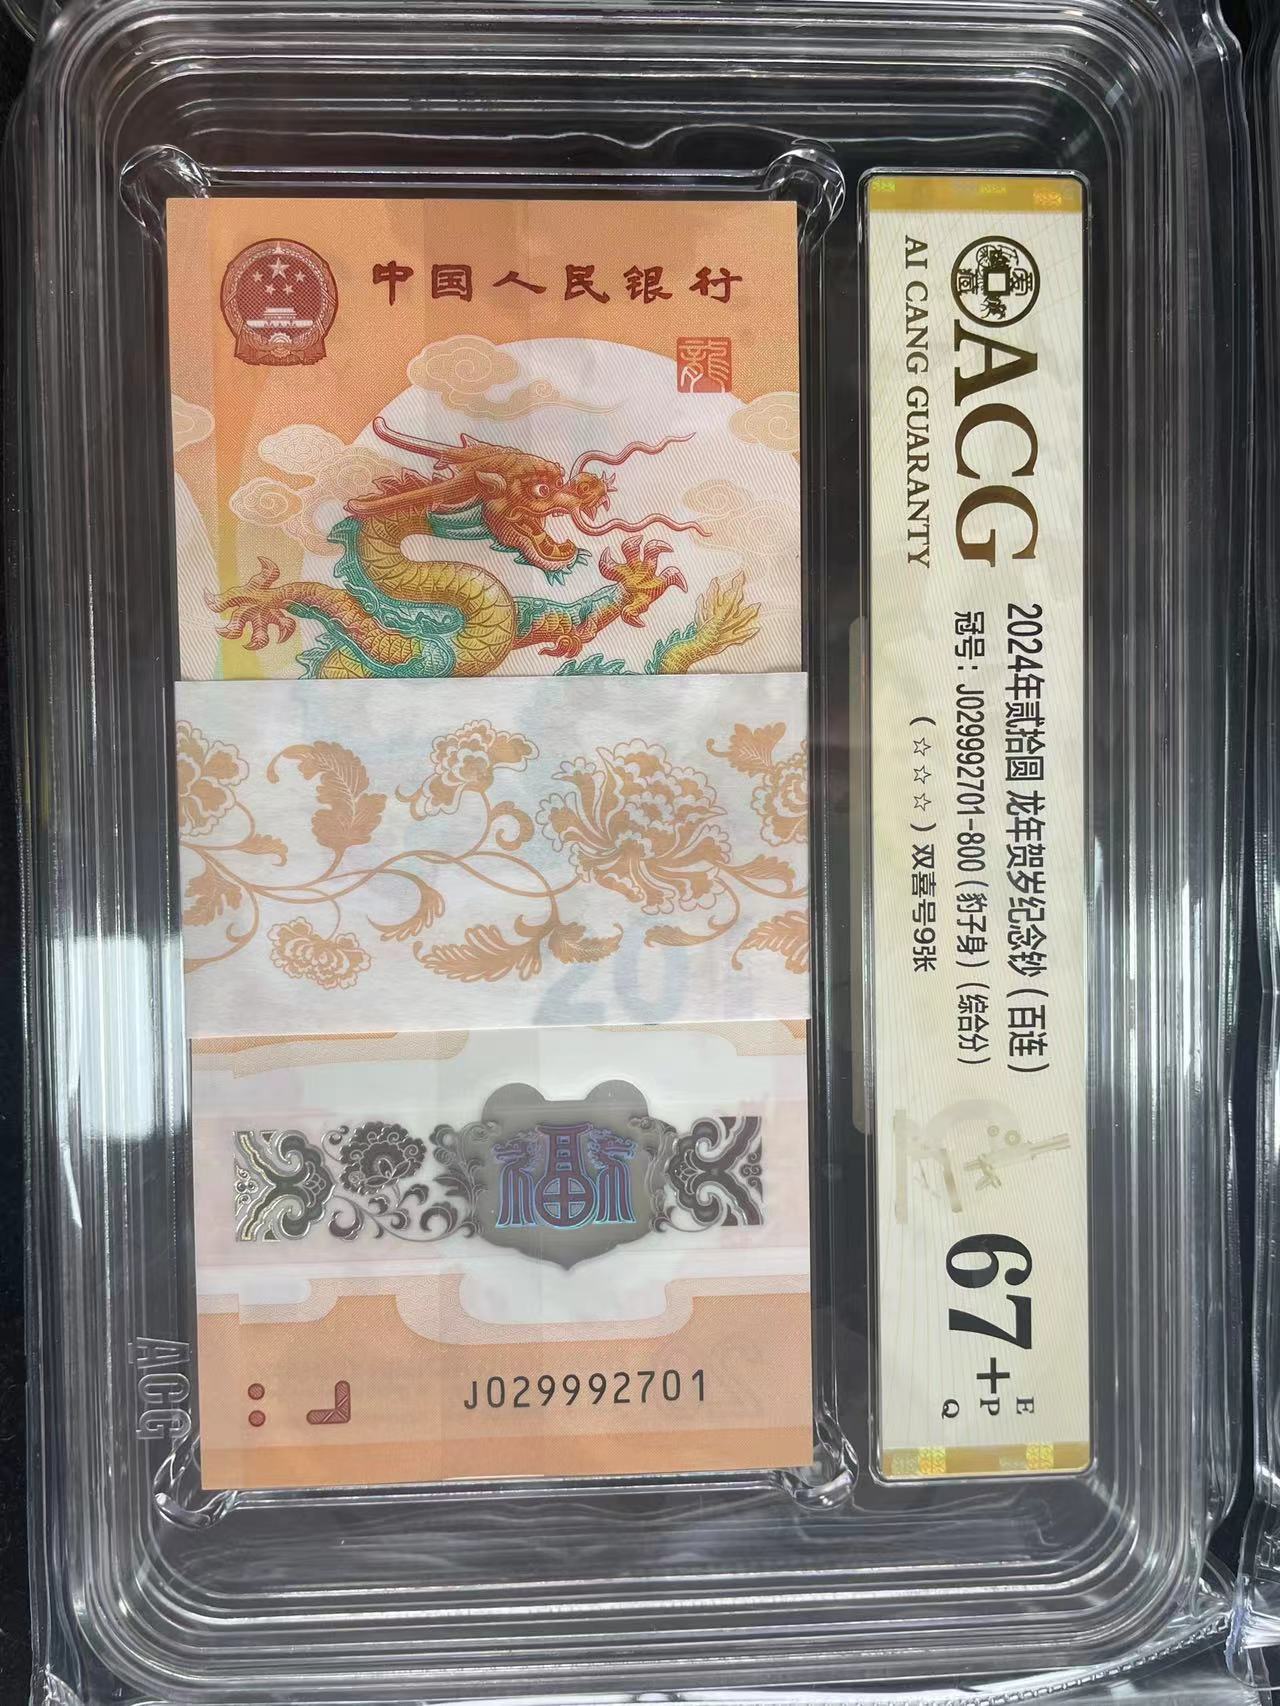 中国人民银行
龍
福
J029992701
ACG
AI CANG GUARANTY
2024年贰拾圆 龙年贺岁纪念钞（百连）
冠号：J029992701-800（豹子身）（综合分）
（☆☆☆）双喜号9张
67+
E
P
Q
ACG